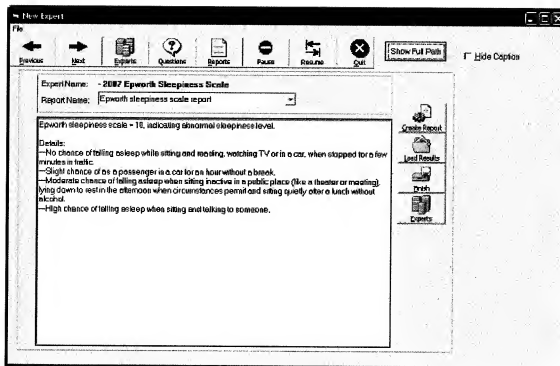 New Expert
File
Previous Next Experts Questions Reports Pause Resume Quit Show Full Path Hide Caption
Expert Name: - 2007 Epworth Sleepiness Scale
Report Name: Epworth sleepiness scale report
Epworth sleepiness scale = 10, indicating abnormal sleepiness level.
Details:
—No chance of falling asleep while sitting and reading, watching TV or in a car, when stopped for a few
minutes in traffic.
—Slight chance of as a passenger in a car for an hour without a break.
—Moderate chance of falling asleep when sitting inactive in a public place (like a theater or meeting),
lying down to rest in the afternoon when circumstances permit and sitting quietly after a lunch without
alcohol.
—High chance of falling asleep when sitting and talking to someone.
Create Report
Load Results
Finish
Experts